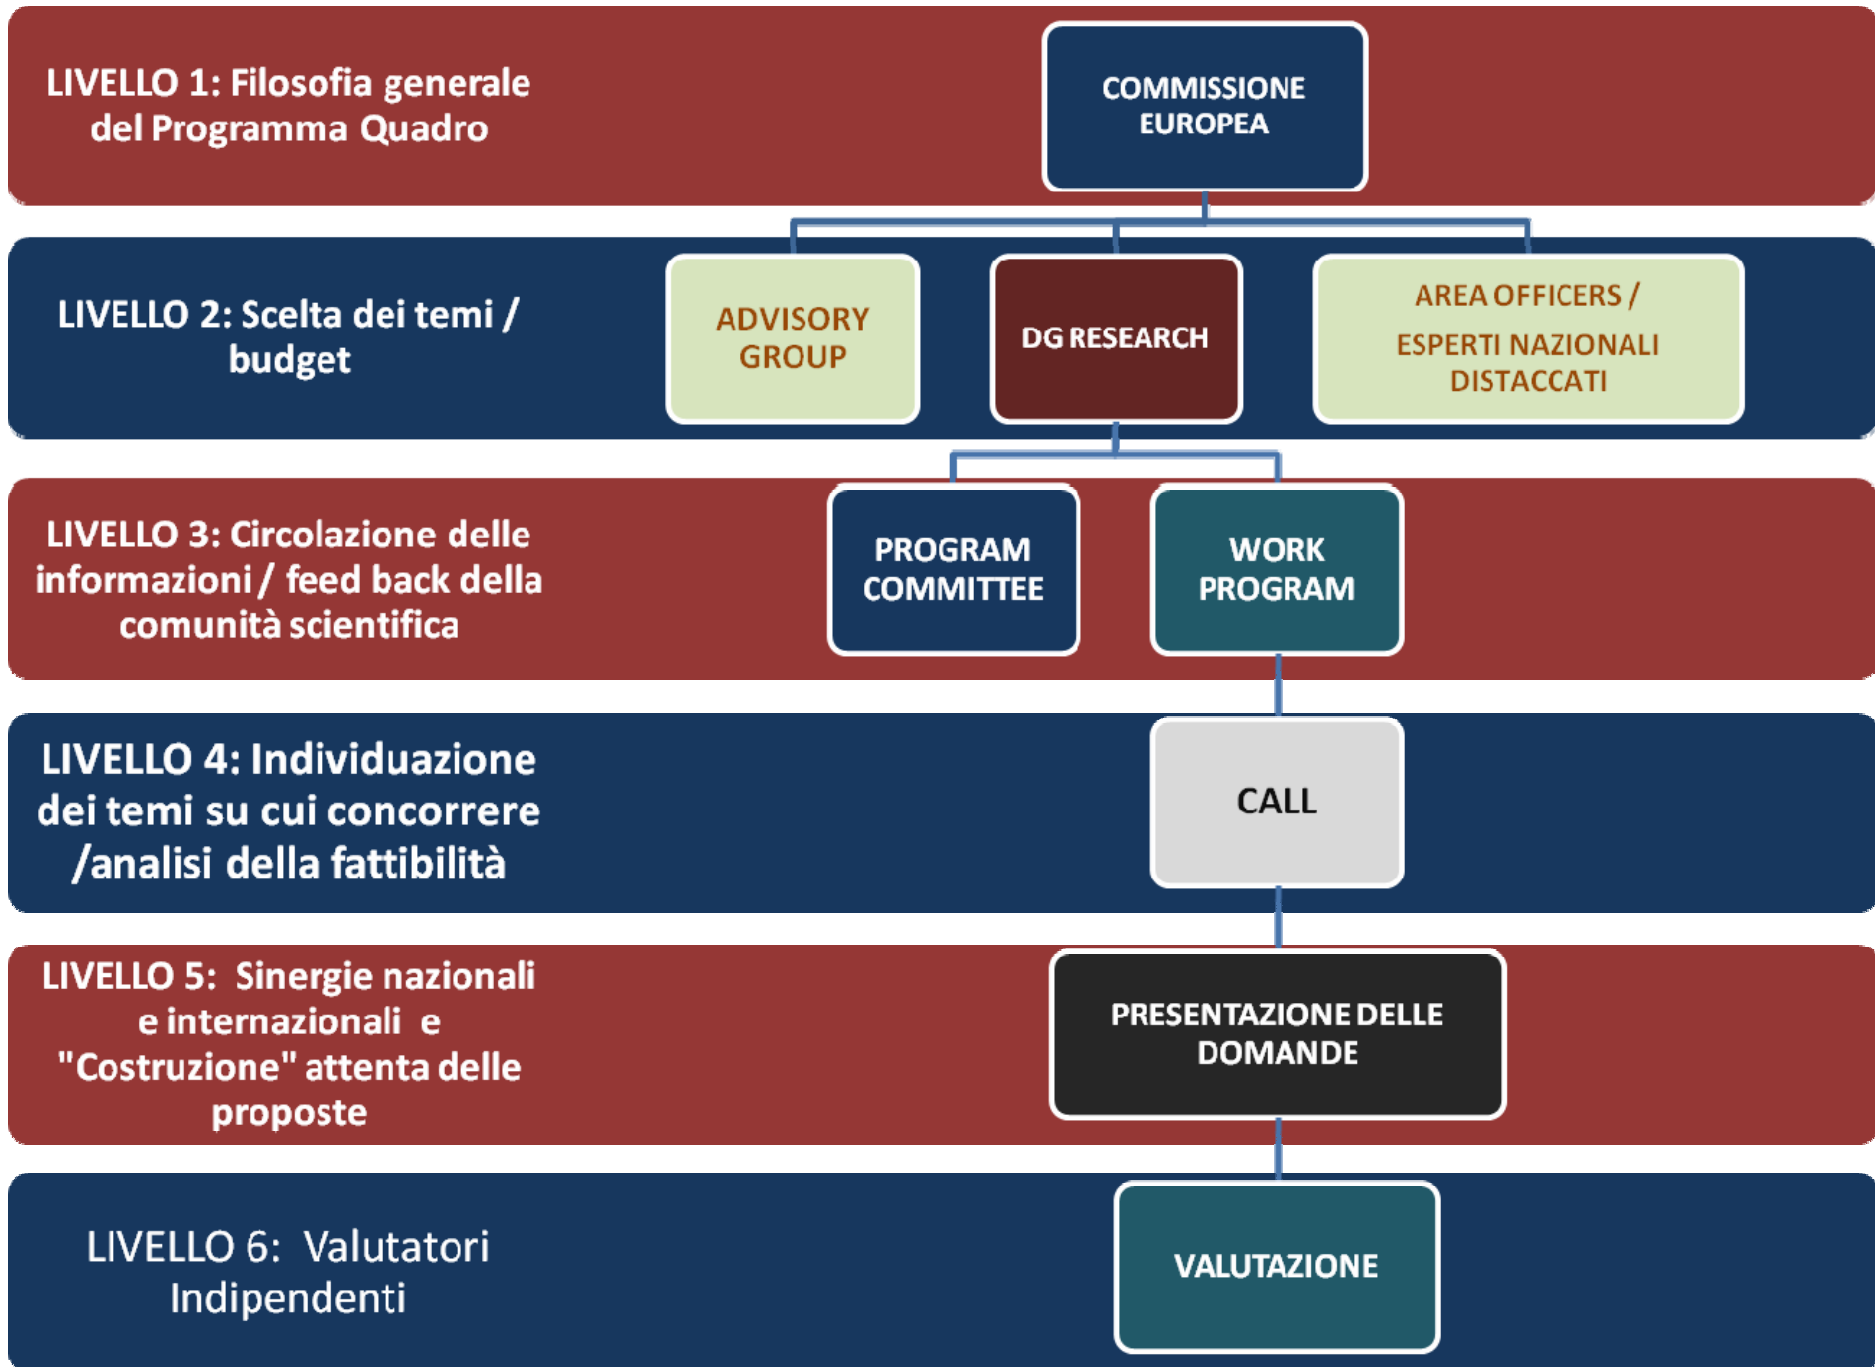 LIVELLO 1: Filosofia generale
del Programma Quadro
COMMISSIONE
EUROPEA
LIVELLO 2: Scelta dei temi /
budget
ADVISORY
GROUP
DG RESEARCH
AREA OFFICERS /
ESPERTI NAZIONALI
DISTACCATI
LIVELLO 3: Circolazione delle
informazioni / feed back della
comunità scientifica
PROGRAM
COMMITTEE
WORK
PROGRAM
LIVELLO 4: Individuazione
dei temi su cui concorrere
/analisi della fattibilità
CALL
LIVELLO 5: Sinergie nazionali
e internazionali e
"Costruzione" attenta delle
proposte
PRESENTAZIONE DELLE
DOMANDE
LIVELLO 6: Valutatori
Indipendenti
VALUTAZIONE